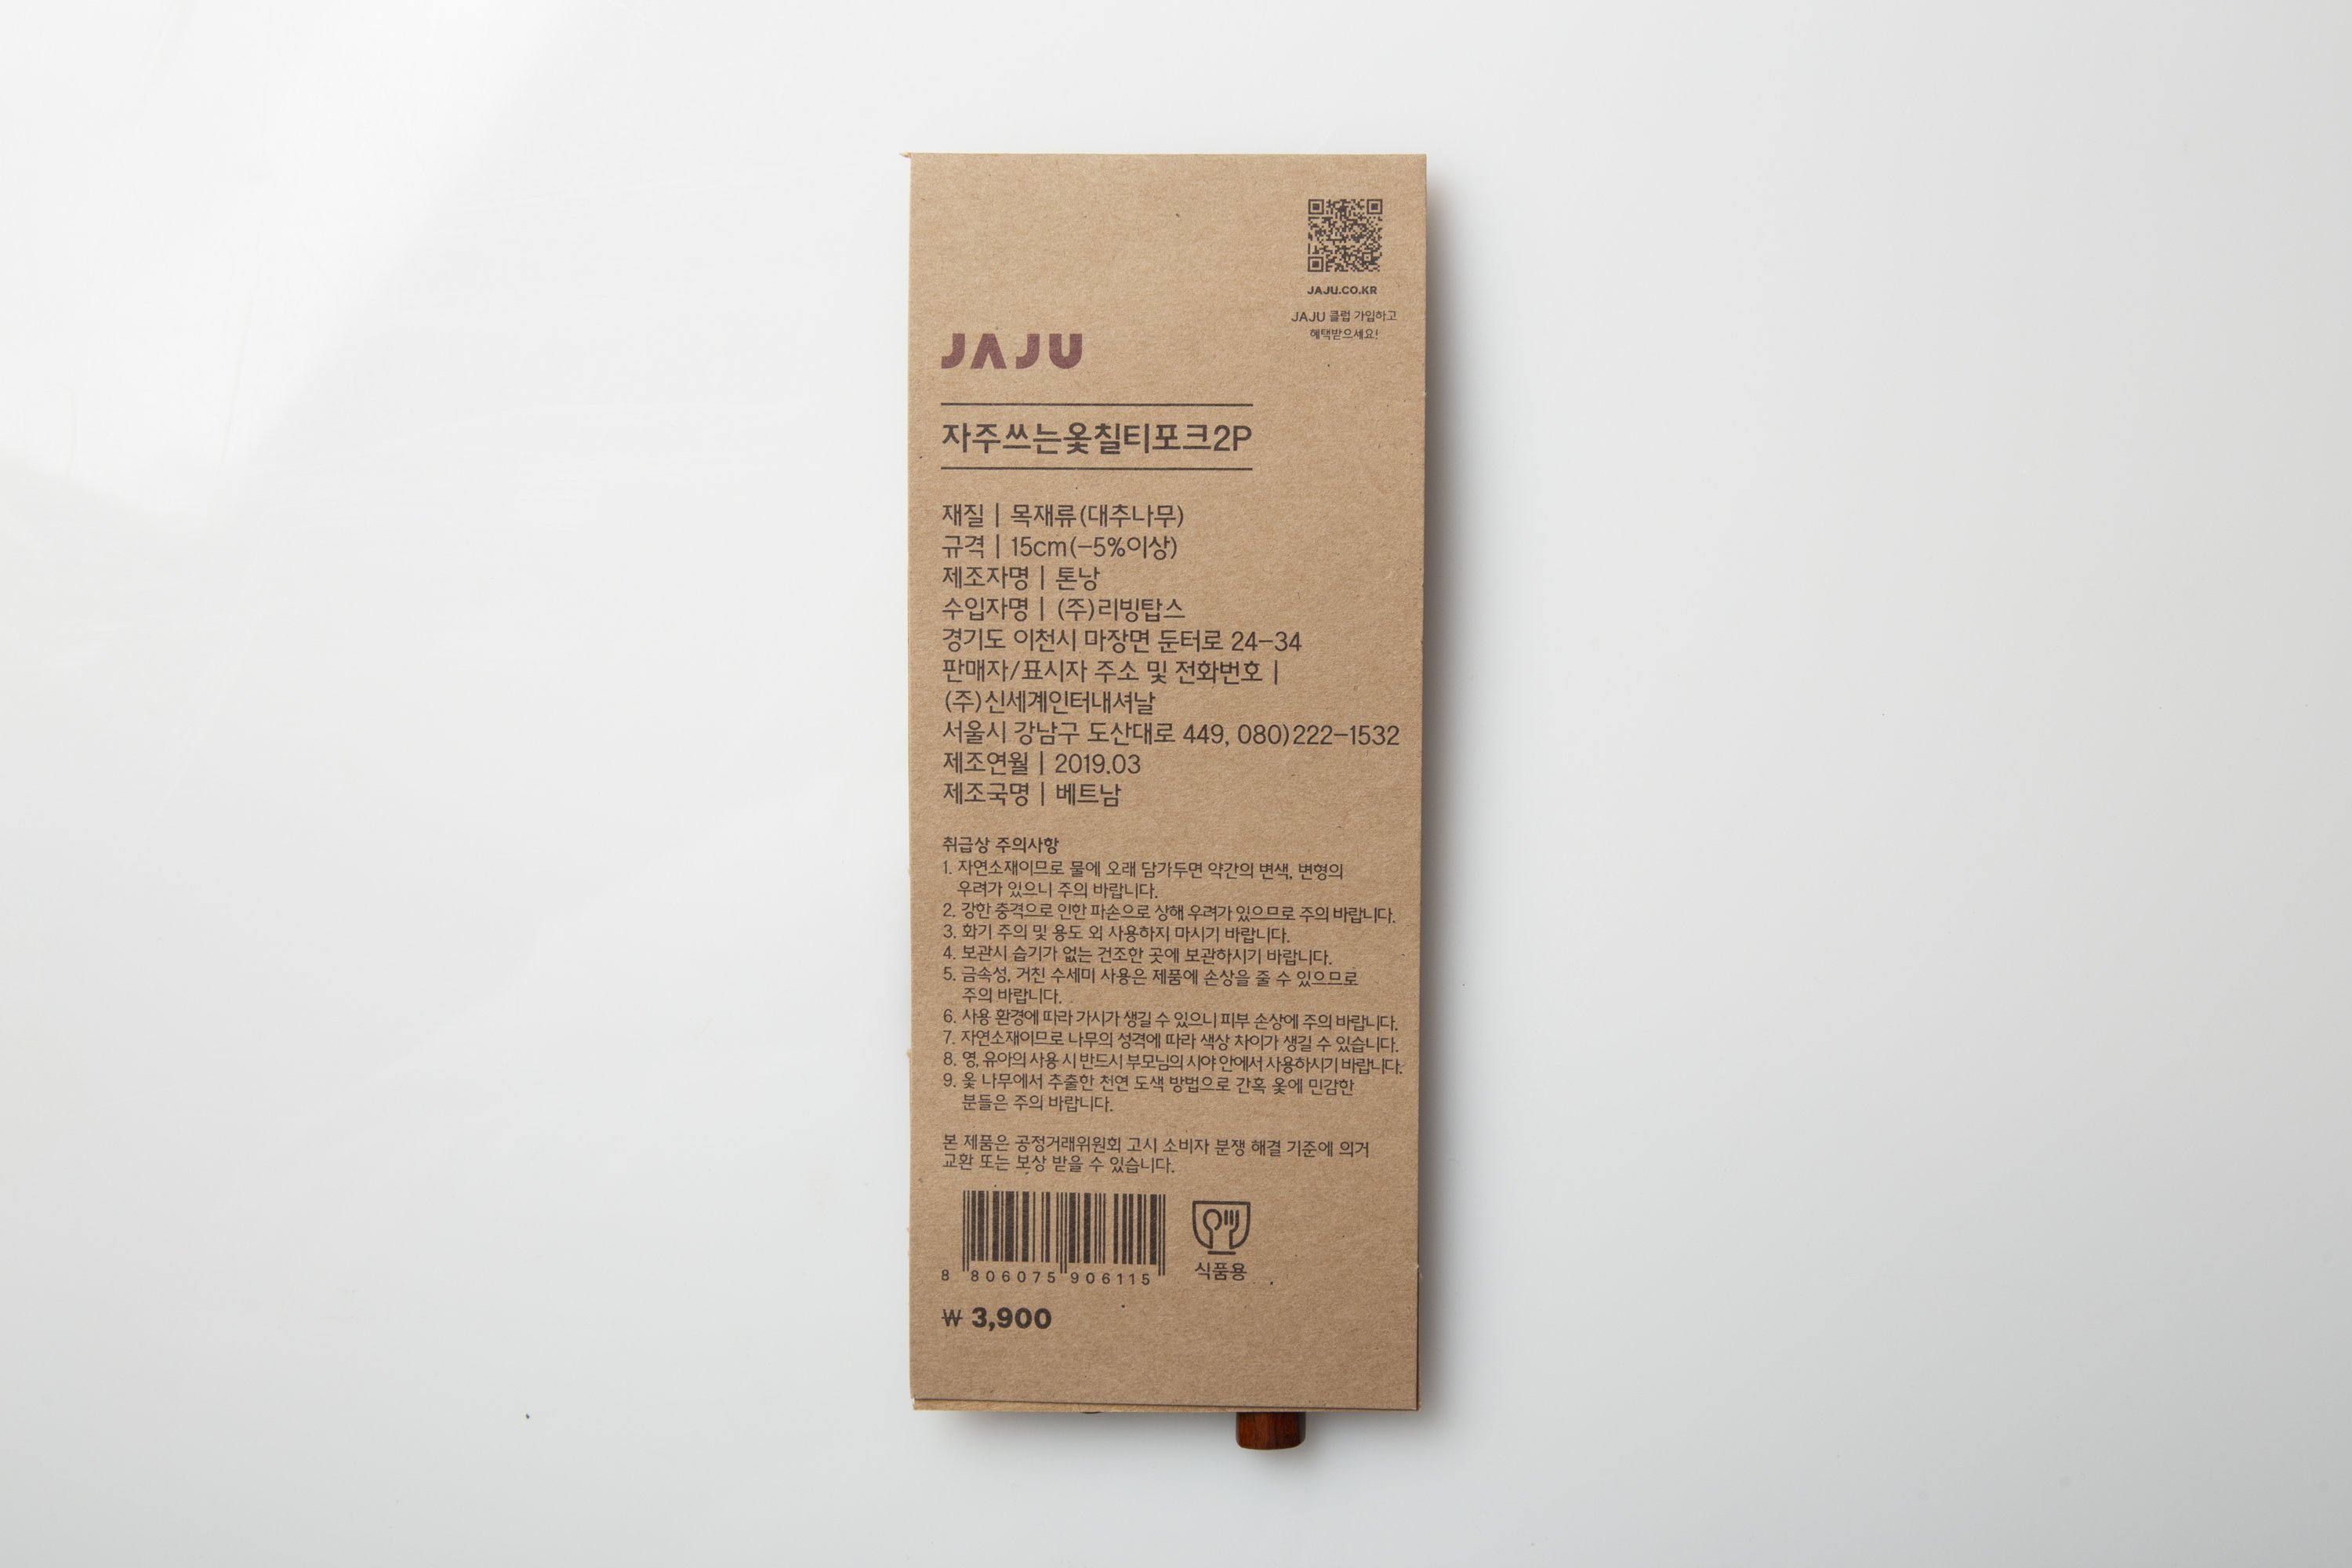 JAJU.CO.KR
JAJU 클럽 가입하고
혜택받으세요!
JAJU
자주쓰는옻칠티포크2P
재질 | 목재류(대추나무)
규격 | 15cm(-5%이상)
제조자명 | 톤낭
수입자명 | (주)리빙탑스
경기도 이천시 마장면 둔터로 24-34
판매자/표시자 주소 및 전화번호 |
(주)신세계인터내셔날
서울시 강남구 도산대로 449, 080)222-1532
제조연월 | 2019.03
제조국명 | 베트남
취급상 주의사항
1. 자연소재이므로 물에 오래 담가두면 약간의 변색, 변형의
우려가 있으니 주의 바랍니다.
2. 강한 충격으로 인한 파손으로 상해 우려가 있으므로 주의 바랍니다.
3. 화기 주의 및 용도 외 사용하지 마시기 바랍니다.
4. 보관시 습기가 없는 건조한 곳에 보관하시기 바랍니다.
5. 금속성, 거친 수세미 사용은 제품에 손상을 줄 수 있으므로
주의 바랍니다.
6. 사용 환경에 따라 가시가 생길 수 있으니 피부 손상에 주의 바랍니다.
7. 자연소재이므로 나무의 성격에 따라 색상 차이가 생길 수 있습니다.
8. 영, 유아의 사용 시 반드시 부모님의 시야 안에서 사용하시기 바랍니다.
9. 옻 나무에서 추출한 천연 도색 방법으로 간혹 옻에 민감한
분들은 주의 바랍니다.
본 제품은 공정거래위원회 고시 소비자 분쟁 해결 기준에 의거
교환 또는 보상 받을 수 있습니다.
8 806075 906115
식품용
₩ 3,900